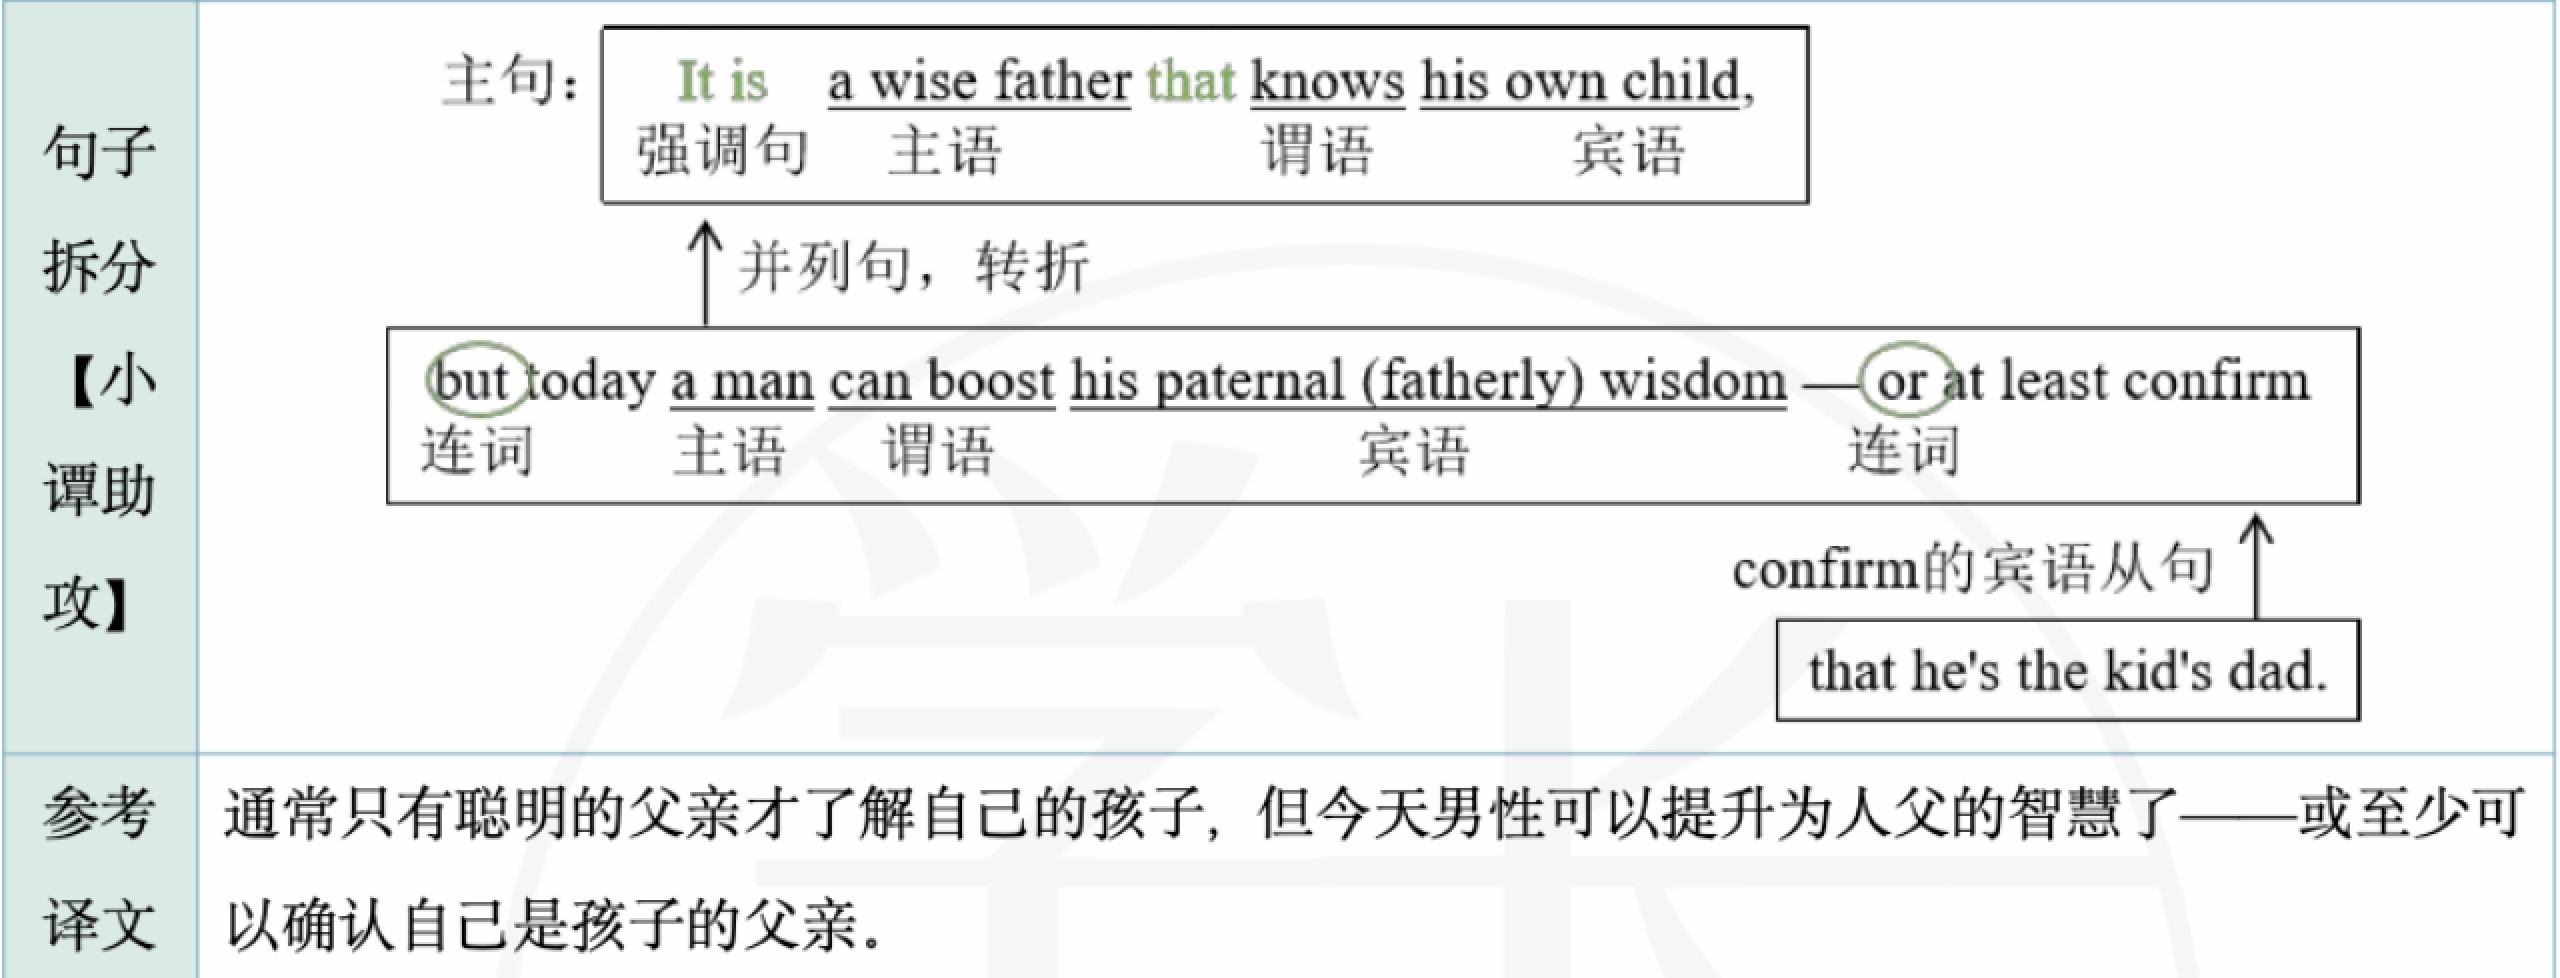 句子
拆分
【小
谭助
攻】
主句：
It is a wise father that knows his own child,
强调句 主语 谓语 宾语
并列句，转折
but today a man can boost his paternal (fatherly) wisdom — or at least confirm
连词 主语 谓语 宾语 连词
confirm的宾语从句
that he's the kid's dad.
参考
译文
通常只有聪明的父亲才了解自己的孩子，但今天男性可以提升为人父的智慧了——或至少可
以确认自己是孩子的父亲。
学长